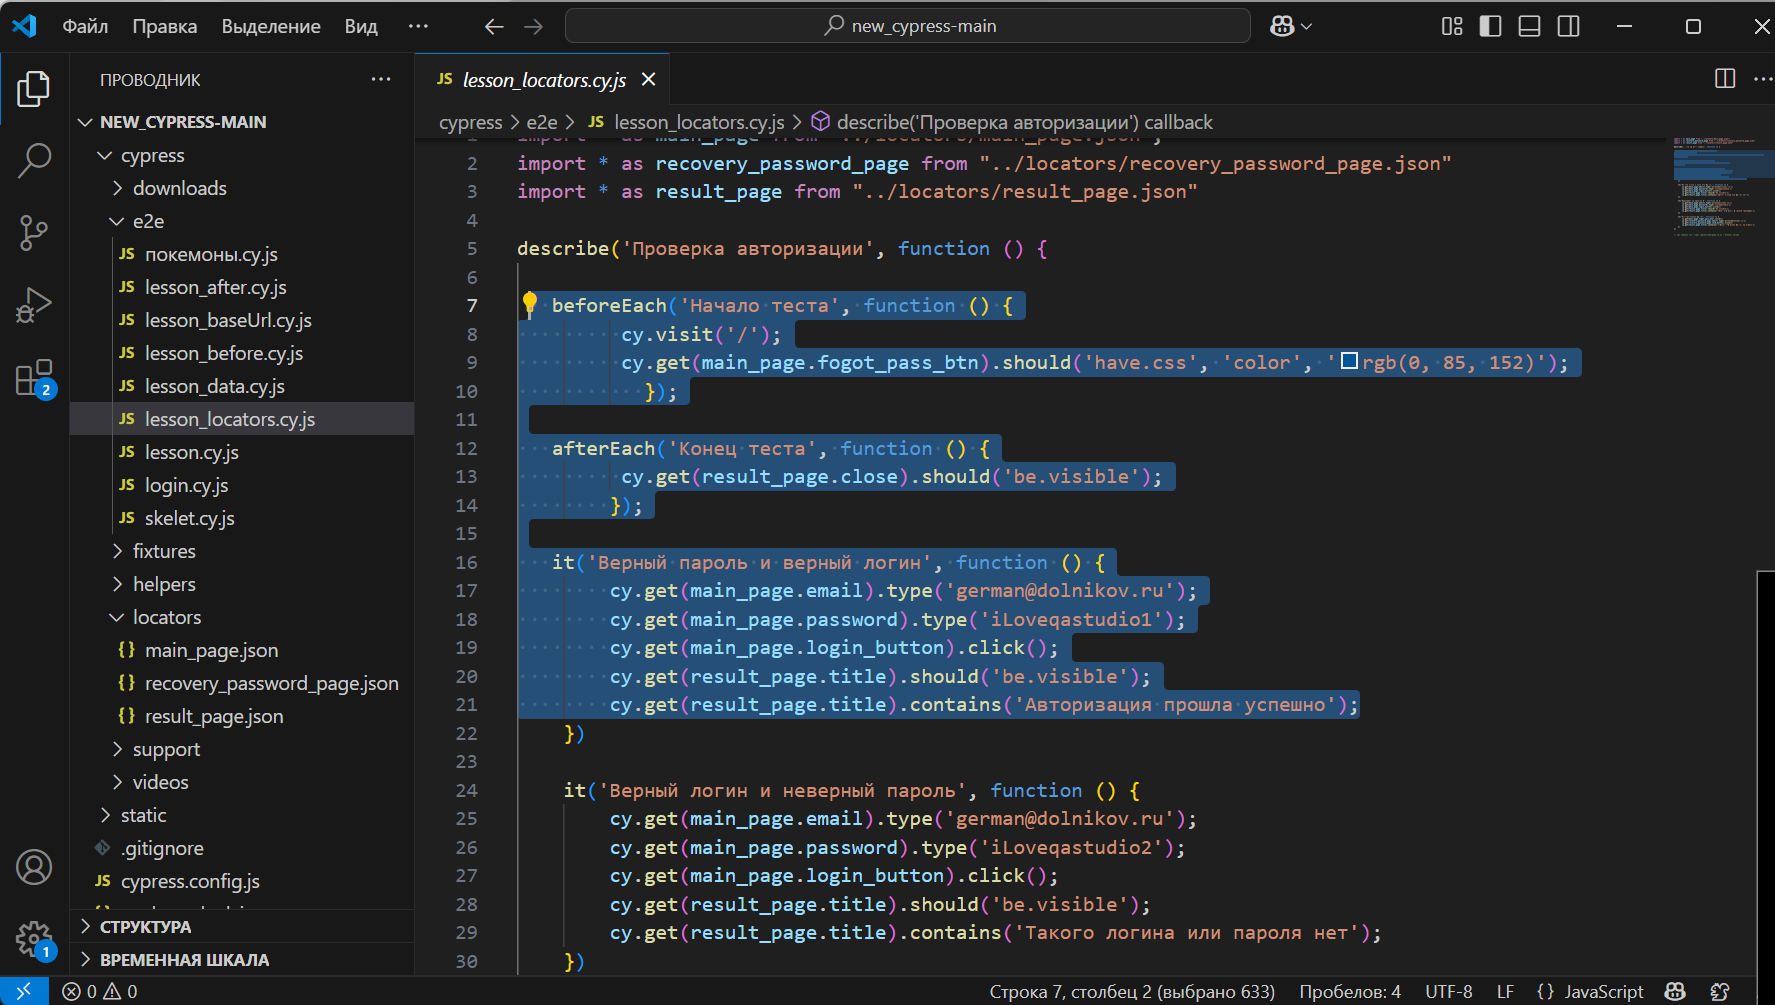 Файл Правка Выделение Вид ··· new_cypress-main
ПРОВОДНИК ···
JS lesson_locators.cy.js
NEW_CYPRESS-MAIN
cypress
downloads
e2e
JS покемоны.cy.js
JS lesson_after.cy.js
JS lesson_baseUrl.cy.js
JS lesson_before.cy.js
JS lesson_data.cy.js
JS lesson_locators.cy.js
JS lesson.cy.js
JS login.cy.js
JS skelet.cy.js
fixtures
helpers
locators
{} main_page.json
{} recovery_password_page.json
{} result_page.json
support
videos
static
.gitignore
JS cypress.config.js
СТРУКТУРА
ВРЕМЕННАЯ ШКАЛА
2
1
cypress > e2e > JS lesson_locators.cy.js > describe('Проверка авторизации') callback
1 import * as main_page from "../locators/main_page.json";
2 import * as recovery_password_page from "../locators/recovery_password_page.json"
3 import * as result_page from "../locators/result_page.json"
4
5 describe('Проверка авторизации', function () {
6
7 beforeEach('Начало теста', function () {
8 cy.visit('/');
9 cy.get(main_page.fogot_pass_btn).should('have.css', 'color', 'rgb(0, 85, 152)');
10 });
11
12 afterEach('Конец теста', function () {
13 cy.get(result_page.close).should('be.visible');
14 });
15
16 it('Верный пароль и верный логин', function () {
17 cy.get(main_page.email).type('german@dolnikov.ru');
18 cy.get(main_page.password).type('iLoveqastudio1');
19 cy.get(main_page.login_button).click();
20 cy.get(result_page.title).should('be.visible');
21 cy.get(result_page.title).contains('Авторизация прошла успешно');
22 })
23
24 it('Верный логин и неверный пароль', function () {
25 cy.get(main_page.email).type('german@dolnikov.ru');
26 cy.get(main_page.password).type('iLoveqastudio2');
27 cy.get(main_page.login_button).click();
28 cy.get(result_page.title).should('be.visible');
29 cy.get(result_page.title).contains('Такого логина или пароля нет');
30 })
0 0 Строка 7, столбец 2 (выбрано 633) Пробелов: 4 UTF-8 LF {} JavaScript